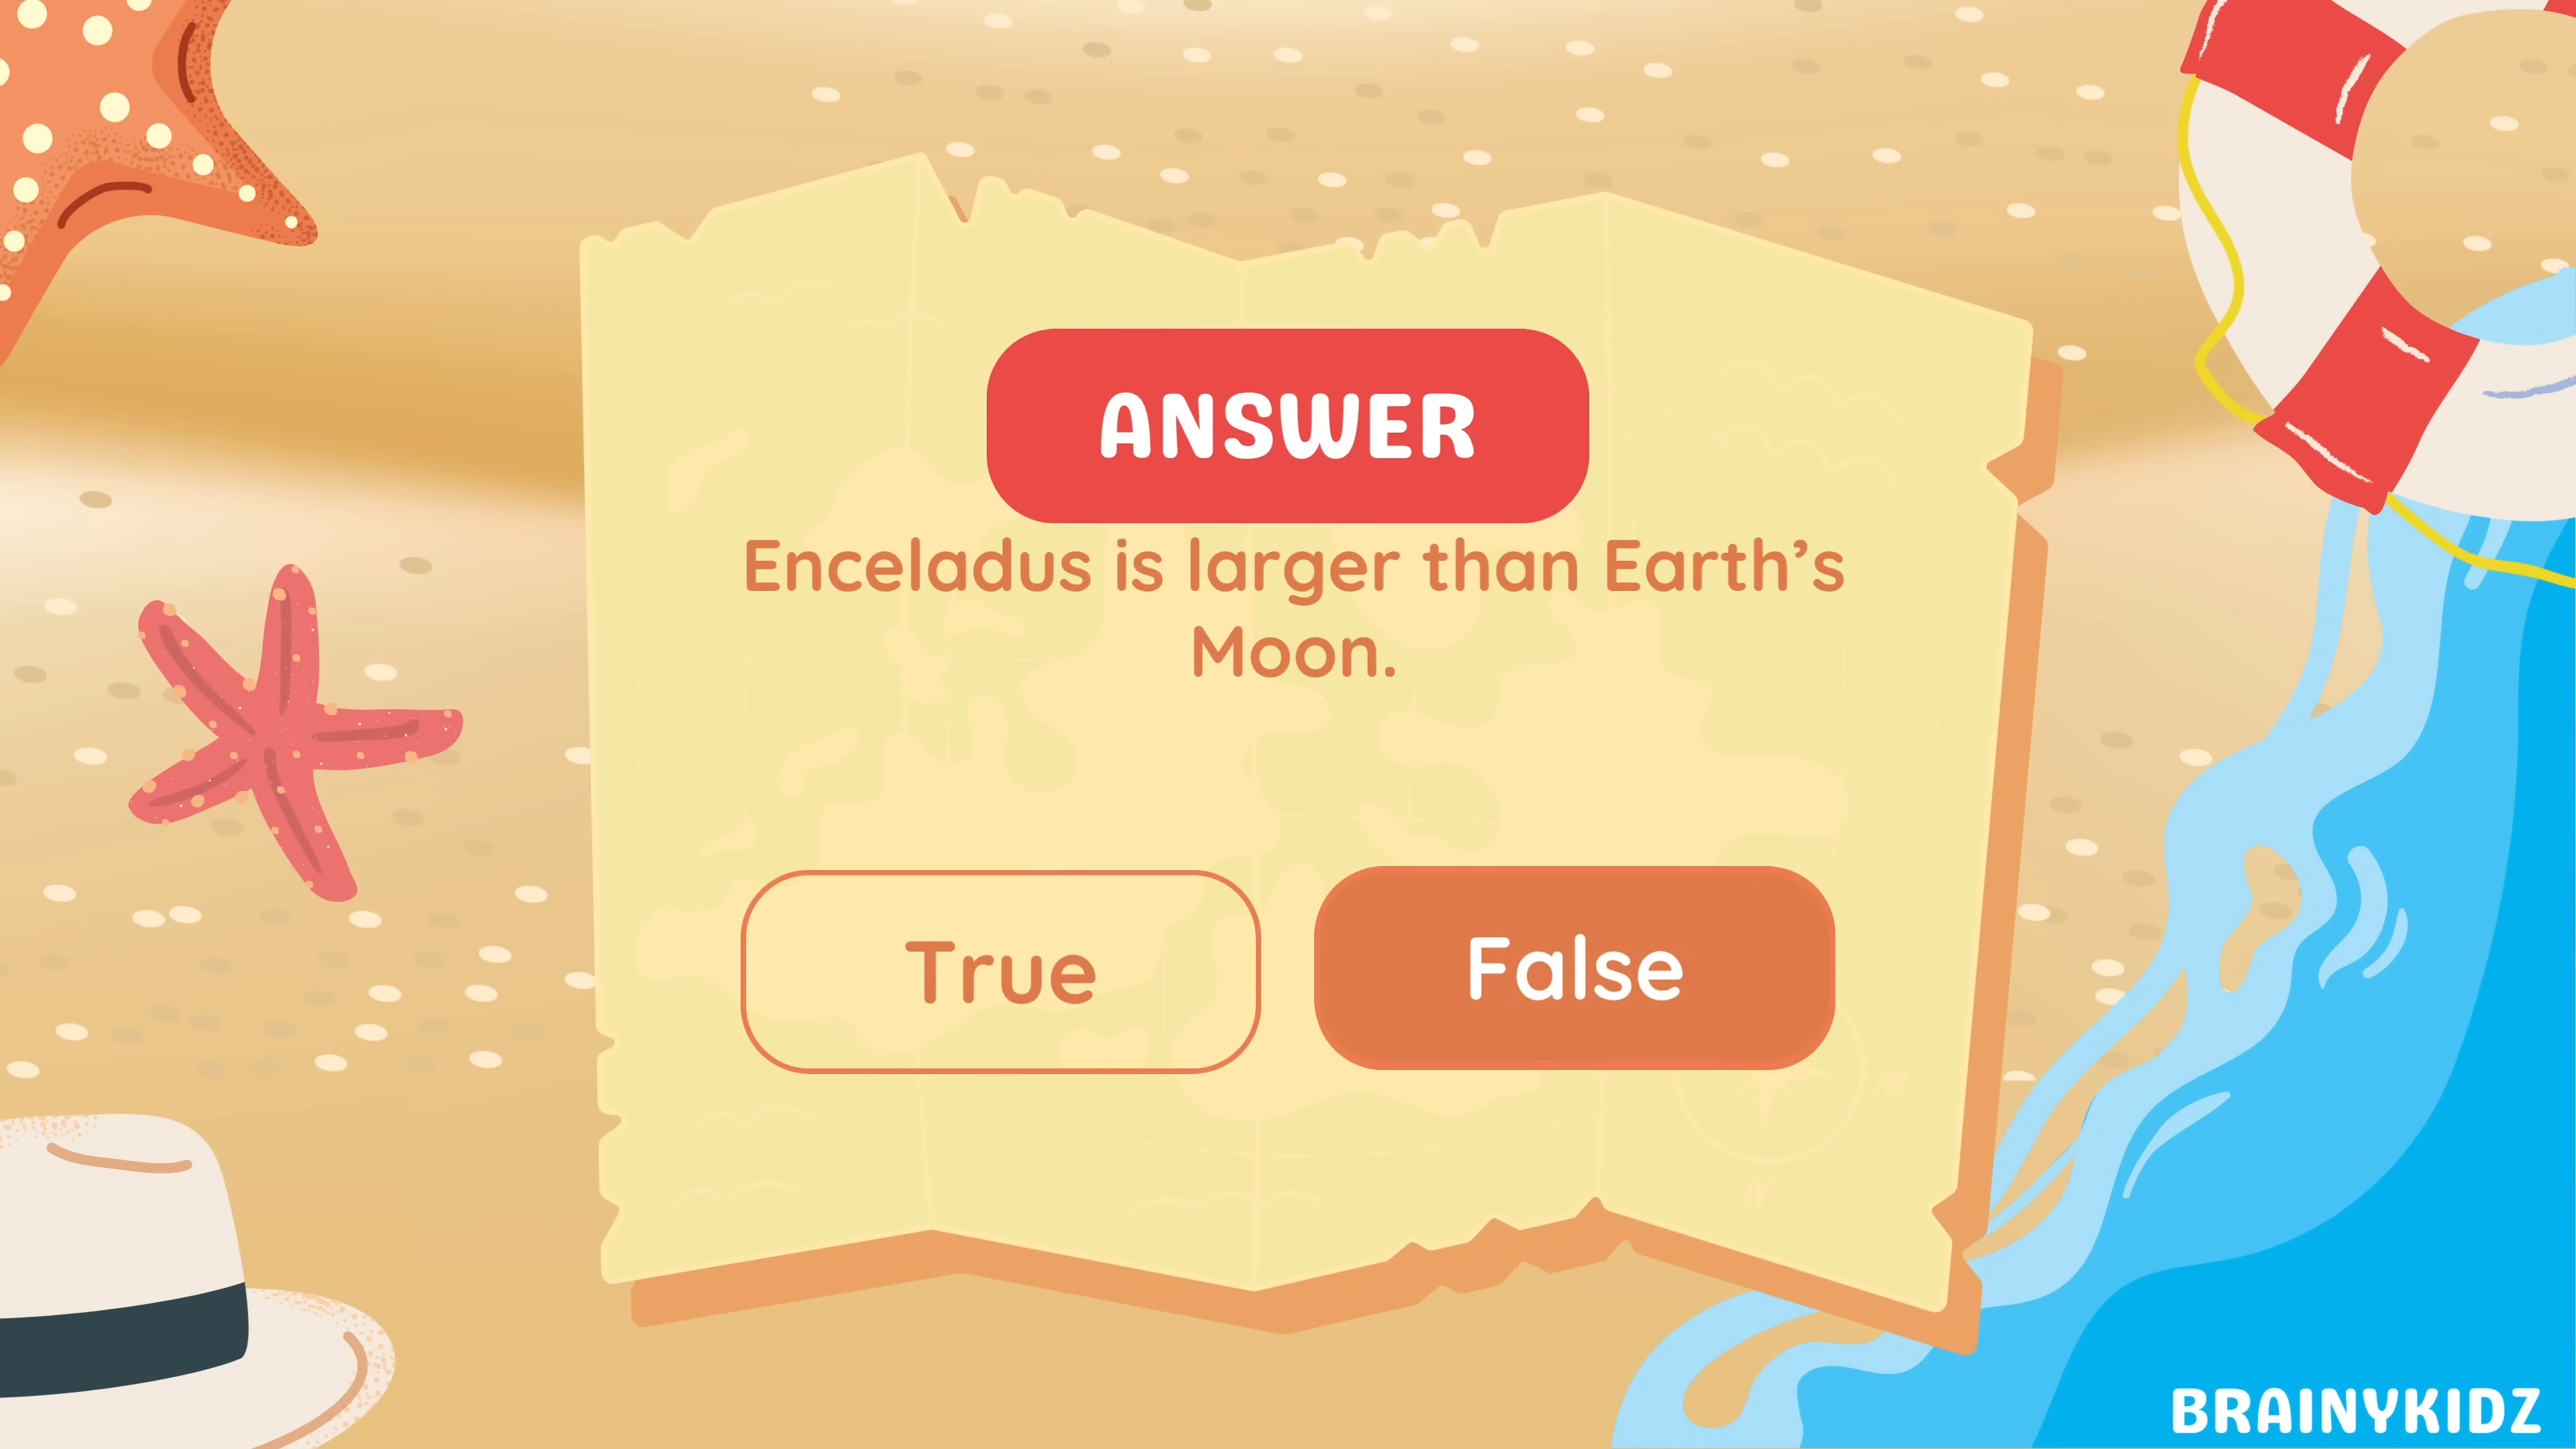 ANSWER
Enceladus is larger than Earth’s
Moon.
True
False
BRAINYKIDZ